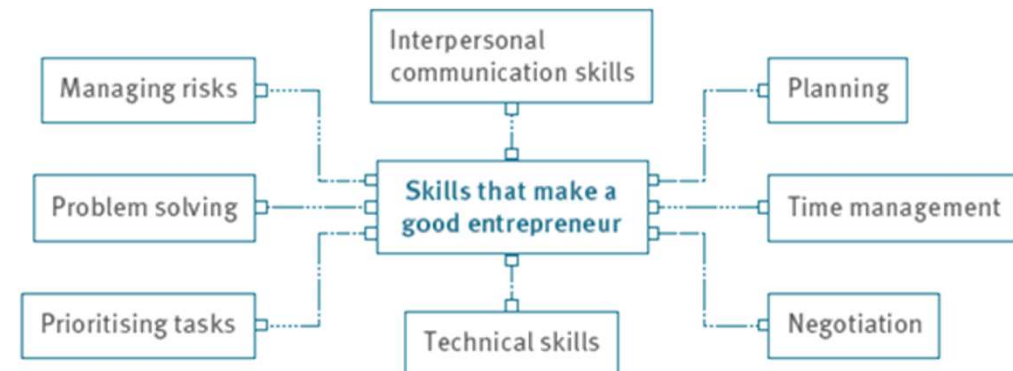 Interpersonal
communication skills
Managing risks
Planning
Skills that make a
good entrepreneur
Problem solving
Time management
Prioritising tasks
Negotiation
Technical skills